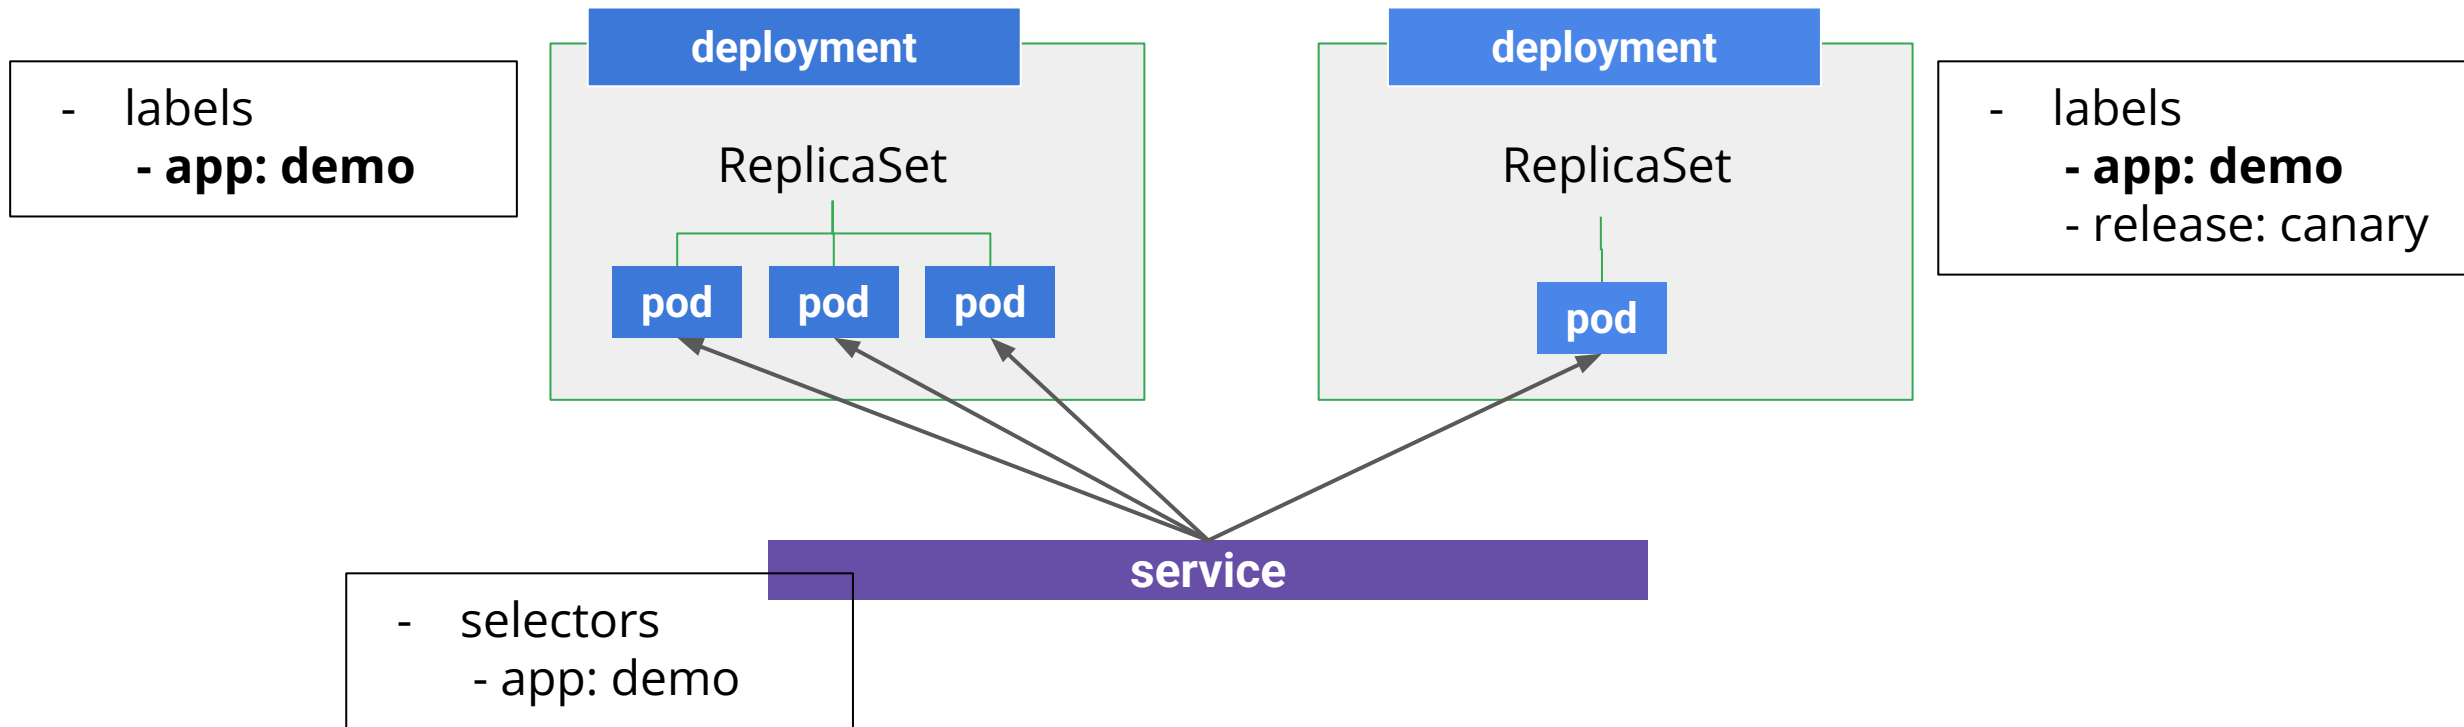 deployment
deployment
- labels
- app: demo
- labels
- app: demo
- release: canary
ReplicaSet
ReplicaSet
pod
pod
pod
pod
service
- selectors
- app: demo